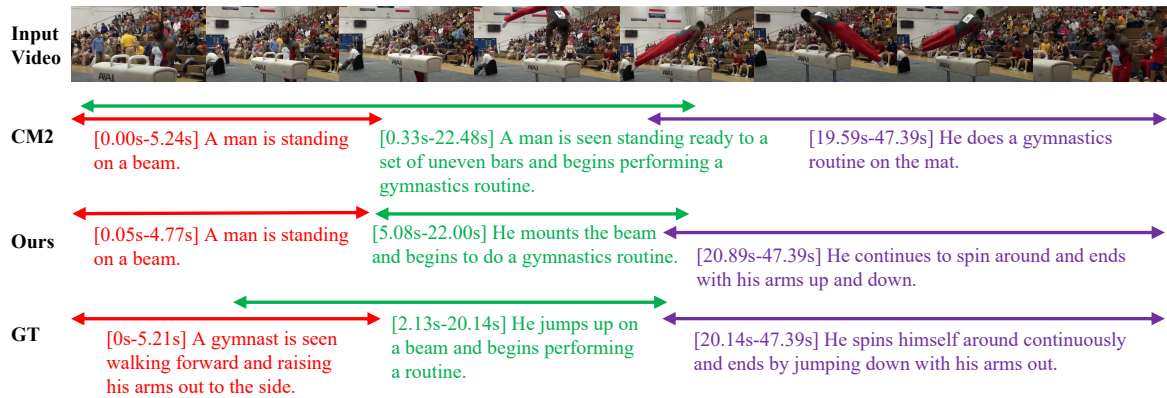 Input
Video
AAI
CM2
[0.00s-5.24s] A man is standing
on a beam.
[0.33s-22.48s] A man is seen standing ready to a
set of uneven bars and begins performing a
gymnastics routine.
[19.59s-47.39s] He does a gymnastics
routine on the mat.
Ours
[0.05s-4.77s] A man is standing
on a beam.
[5.08s-22.00s] He mounts the beam
and begins to do a gymnastics routine.
[20.89s-47.39s] He continues to spin around and ends
with his arms up and down.
GT
[0s-5.21s] A gymnast is seen
walking forward and raising
his arms out to the side.
[2.13s-20.14s] He jumps up on
a beam and begins performing
a routine.
[20.14s-47.39s] He spins himself around continuously
and ends by jumping down with his arms out.